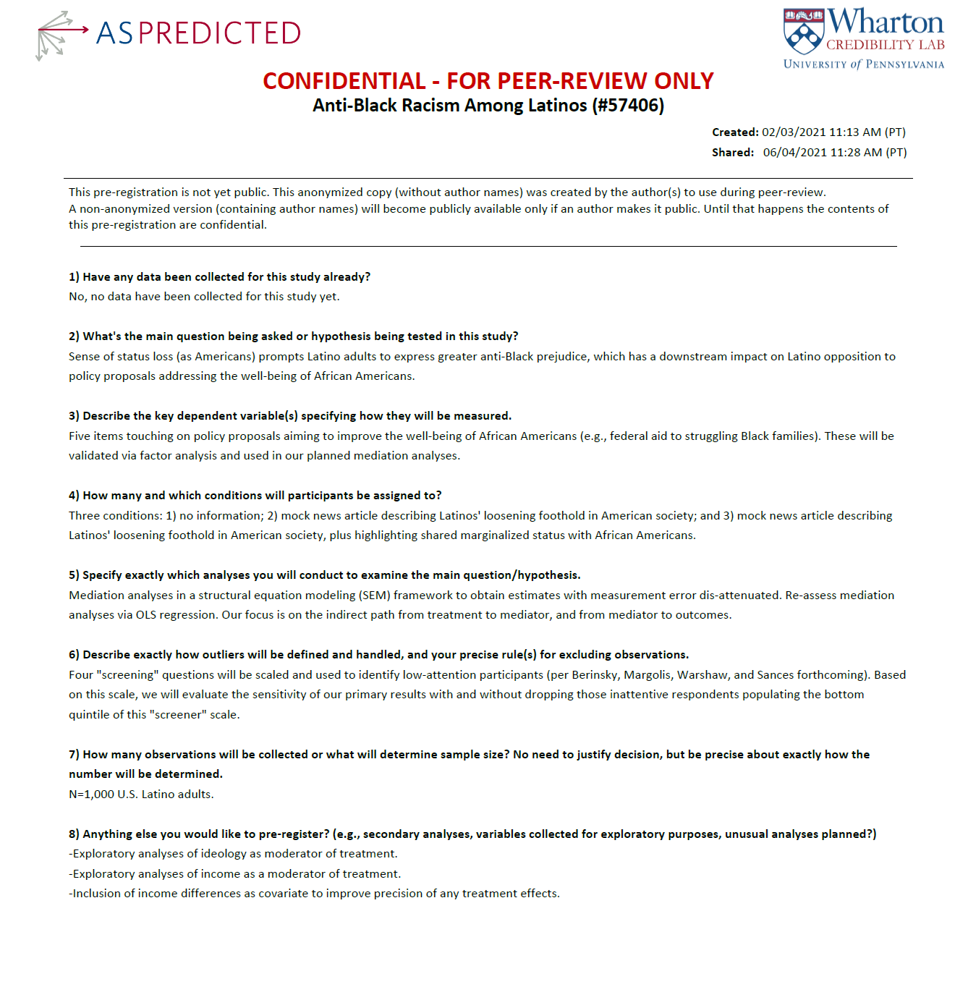 ASPREDICTED
Wharton
CREDIBILITY LAB
UNIVERSITY of PENNSYLVANIA
CONFIDENTIAL - FOR PEER-REVIEW ONLY
Anti-Black Racism Among Latinos (#57406)
Created: 02/03/2021 11:13 AM (PT)
Shared: 06/04/2021 11:28 AM (PT)
This pre-registration is not yet public. This anonymized copy (without author names) was created by the author(s) to use during peer-review.
A non-anonymized version (containing author names) will become publicly available only if an author makes it public. Until that happens the contents of
this pre-registration are confidential.
1) Have any data been collected for this study already?
No, no data have been collected for this study yet.
2) What's the main question being asked or hypothesis being tested in this study?
Sense of status loss (as Americans) prompts Latino adults to express greater anti-Black prejudice, which has a downstream impact on Latino opposition to
policy proposals addressing the well-being of African Americans.
3) Describe the key dependent variable(s) specifying how they will be measured.
Five items touching on policy proposals aiming to improve the well-being of African Americans (e.g., federal aid to struggling Black families). These will be
validated via factor analysis and used in our planned mediation analyses.
4) How many and which conditions will participants be assigned to?
Three conditions: 1) no information; 2) mock news article describing Latinos' loosening foothold in American society; and 3) mock news article describing
Latinos' loosening foothold in American society, plus highlighting shared marginalized status with African Americans.
5) Specify exactly which analyses you will conduct to examine the main question/hypothesis.
Mediation analyses in a structural equation modeling (SEM) framework to obtain estimates with measurement error dis-attenuated. Re-assess mediation
analyses via OLS regression. Our focus is on the indirect path from treatment to mediator, and from mediator to outcomes.
6) Describe exactly how outliers will be defined and handled, and your precise rule(s) for excluding observations.
Four "screening" questions will be scaled and used to identify low-attention participants (per Berinsky, Margolis, Warshaw, and Sances forthcoming). Based
on this scale, we will evaluate the sensitivity of our primary results with and without dropping those inattentive respondents populating the bottom
quintile of this "screener" scale.
7) How many observations will be collected or what will determine sample size? No need to justify decision, but be precise about exactly how the
number will be determined.
N=1,000 U.S. Latino adults.
8) Anything else you would like to pre-register? (e.g., secondary analyses, variables collected for exploratory purposes, unusual analyses planned?)
-Exploratory analyses of ideology as moderator of treatment.
-Exploratory analyses of income as a moderator of treatment.
-Inclusion of income differences as covariate to improve precision of any treatment effects.